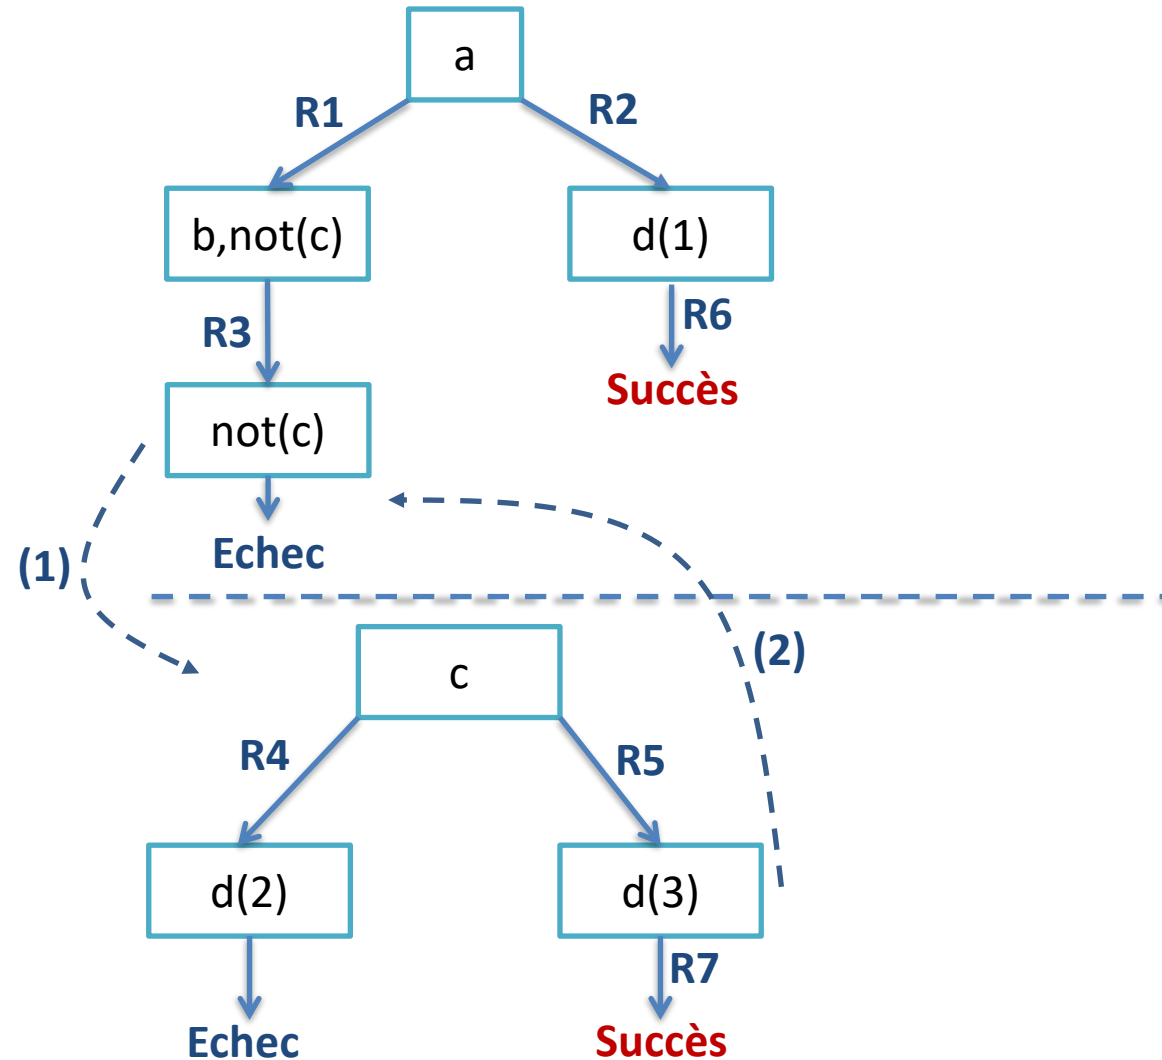 a
R1
R2
b,not(c)
d(1)
R3
R6
Succès
not(c)
Echec
(1)
(2)
c
R4
R5
d(2)
d(3)
R7
Echec
Succès